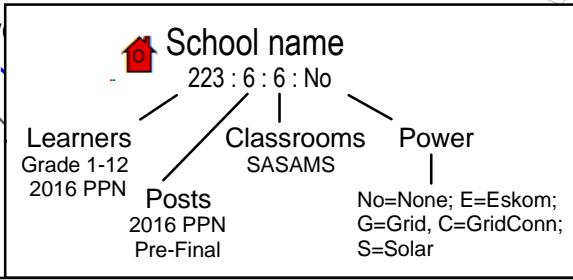 School name
223 : 6 : 6 : No
Learners
Grade 1-12
2016 PPN
Posts
2016 PPN
Pre-Final
Classrooms
SASAMS
Power
No=None; E=Eskom;
G=Grid, C=GridConn;
S=Solar